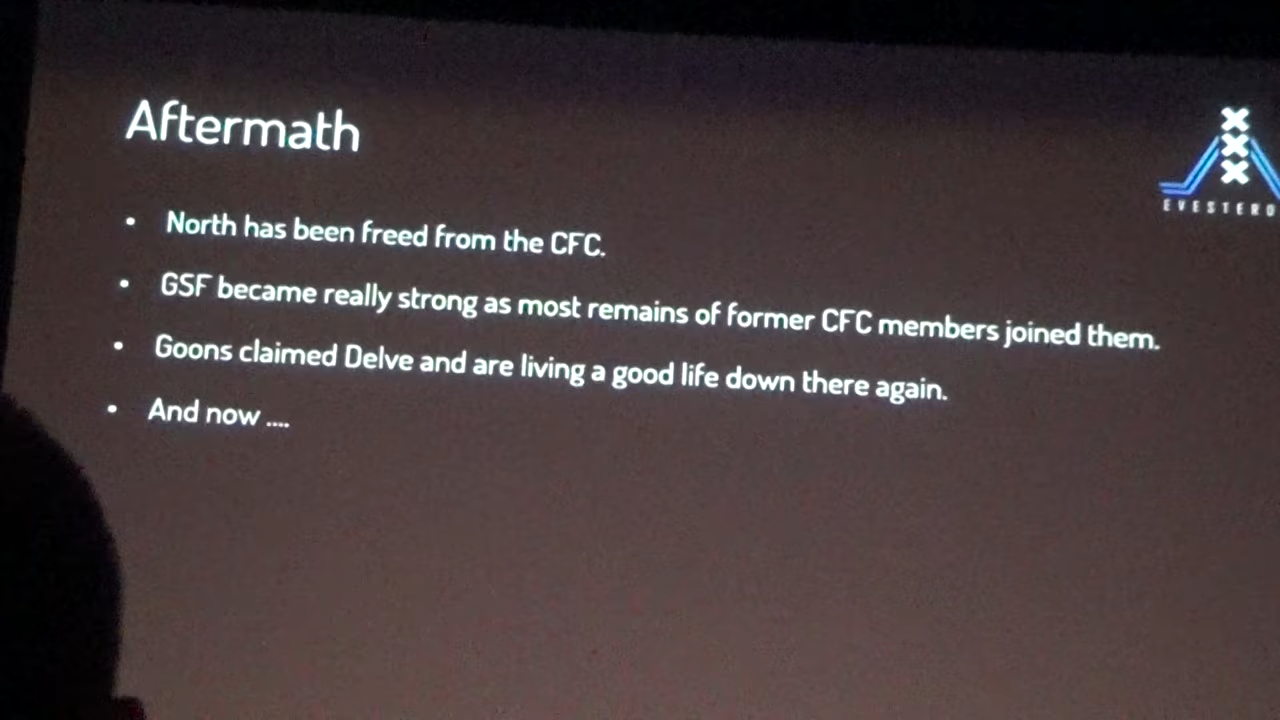 Aftermath
• North has been freed from the CFC.
• GSF became really strong as most remains of former CFC members joined them.
• Goons claimed Delve and are living a good life down there again.
• And now ....
EVESTERD